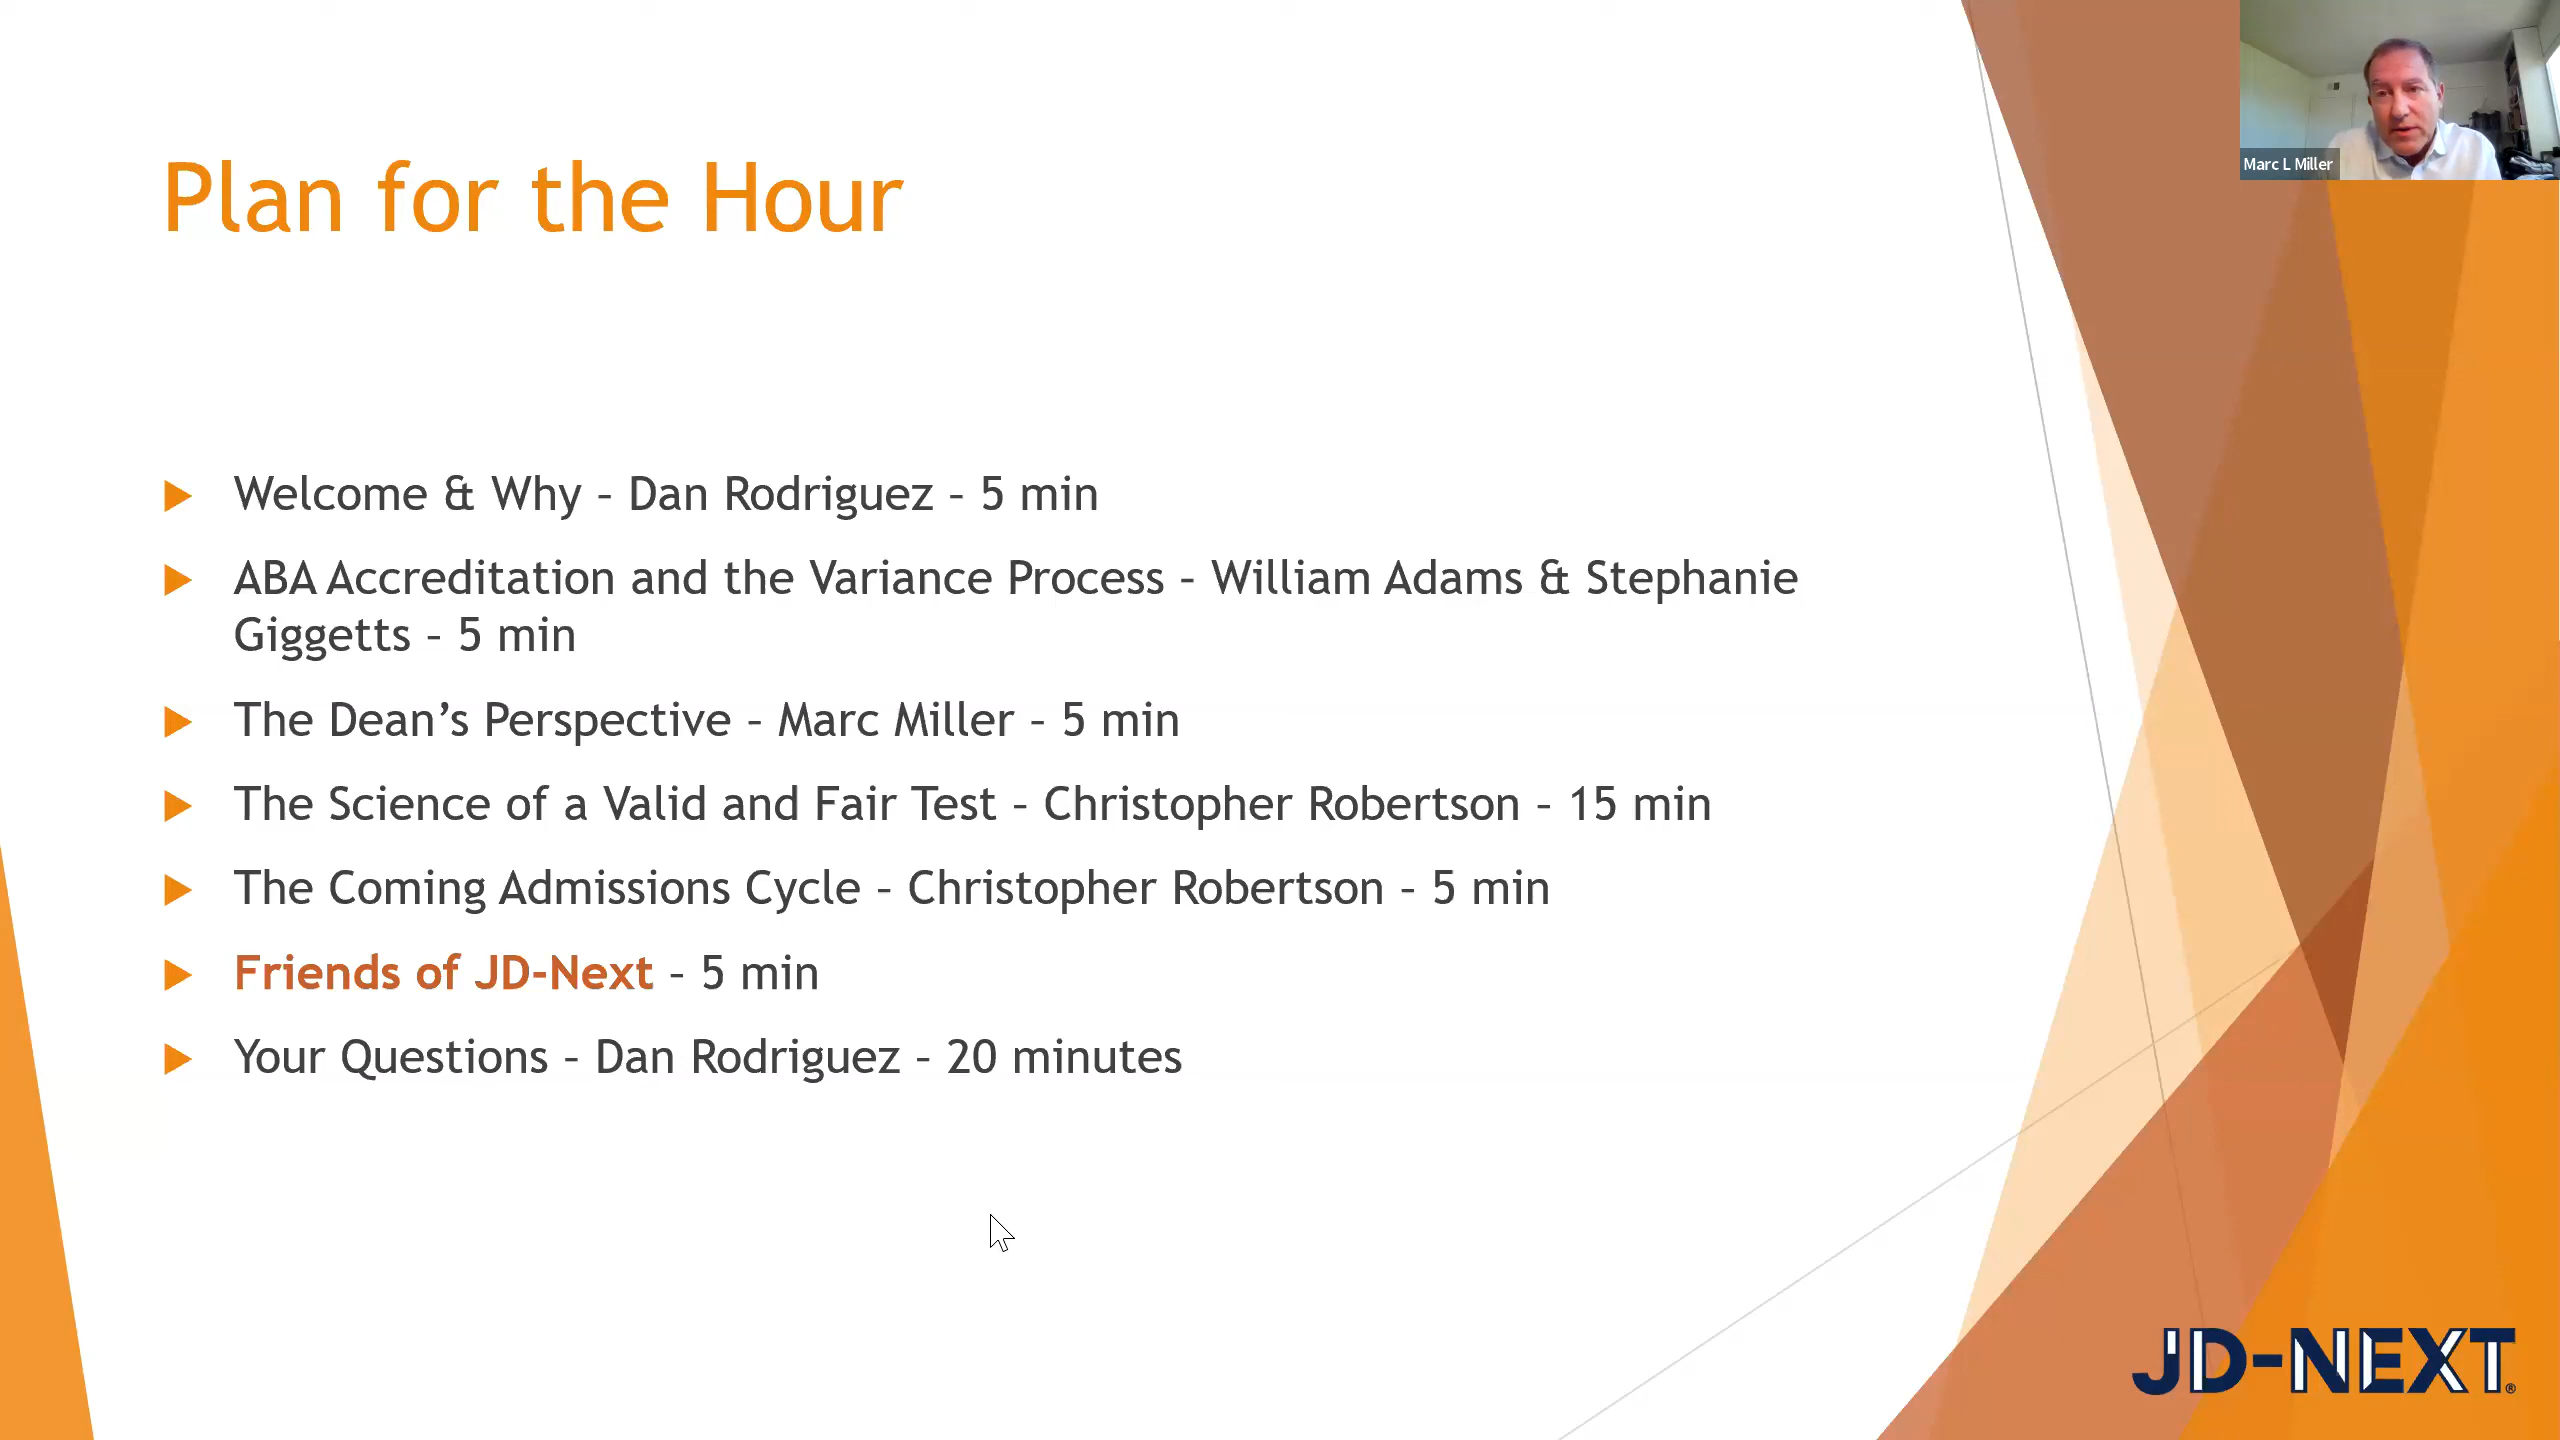 Marc L Miller
Plan for the Hour
Welcome & Why – Dan Rodriguez – 5 min
ABA Accreditation and the Variance Process – William Adams & Stephanie
Giggetts – 5 min
The Dean’s Perspective – Marc Miller – 5 min
The Science of a Valid and Fair Test – Christopher Robertson – 15 min
The Coming Admissions Cycle – Christopher Robertson – 5 min
Friends of JD-Next – 5 min
Your Questions – Dan Rodriguez – 20 minutes
JD-NEXT®